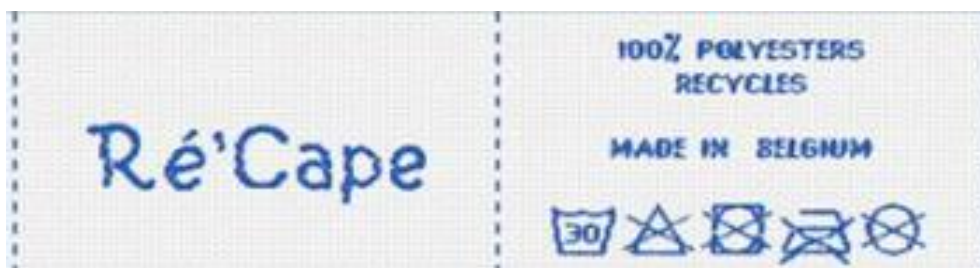 Ré'Cape
100% POLYESTERS
RECYCLES
MADE IN BELGIUM
30